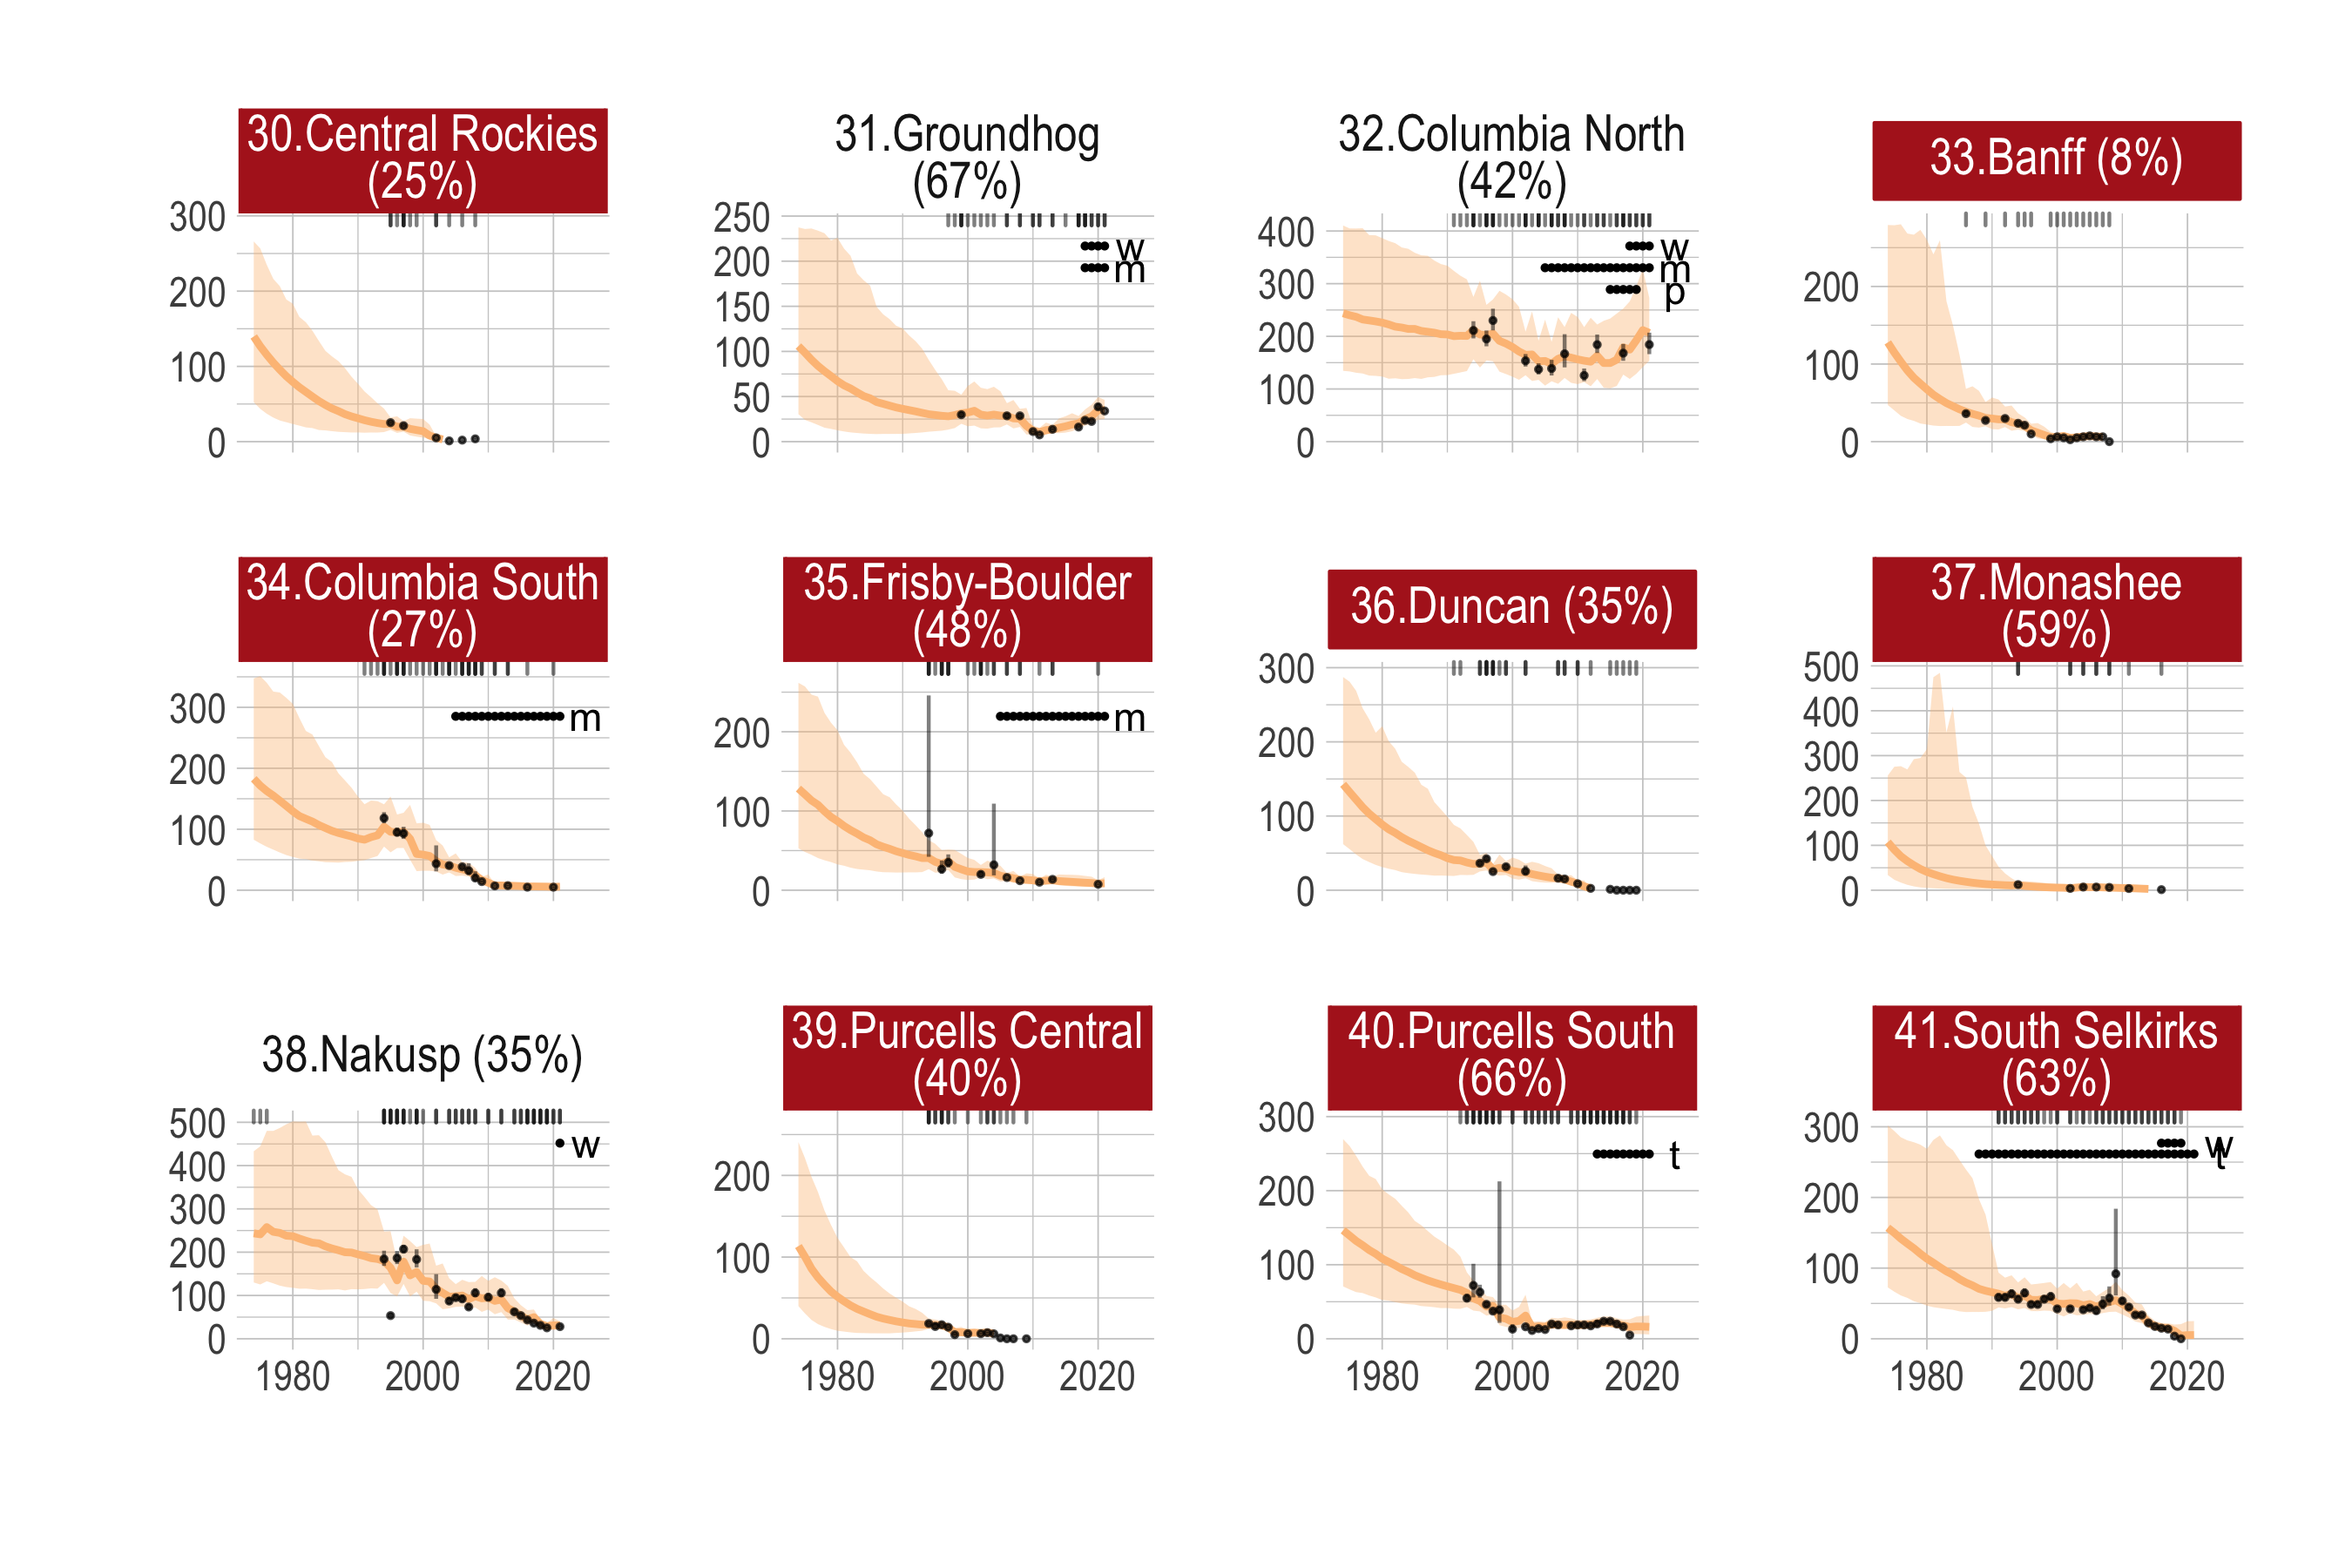 30.Central Rockies
(25%)
31.Groundhog
(67%)
32.Columbia North
(42%)
33.Banff (8%)
300
200
100
0
250
200
150
100
50
0
w
m
400
300
200
100
0
w
m
p
200
100
0
34.Columbia South
(27%)
35.Frisby-Boulder
(48%)
36.Duncan (35%)
37.Monashee
(59%)
300
200
100
0
m
200
100
0
m
300
200
100
0
500
400
300
200
100
0
38.Nakusp (35%)
39.Purcells Central
(40%)
40.Purcells South
(66%)
41.South Selkirks
(63%)
500
400
300
200
100
0
w
1980 2000 2020
200
100
0
1980 2000 2020
300
200
100
0
t
1980 2000 2020
300
200
100
0
w
t
1980 2000 2020